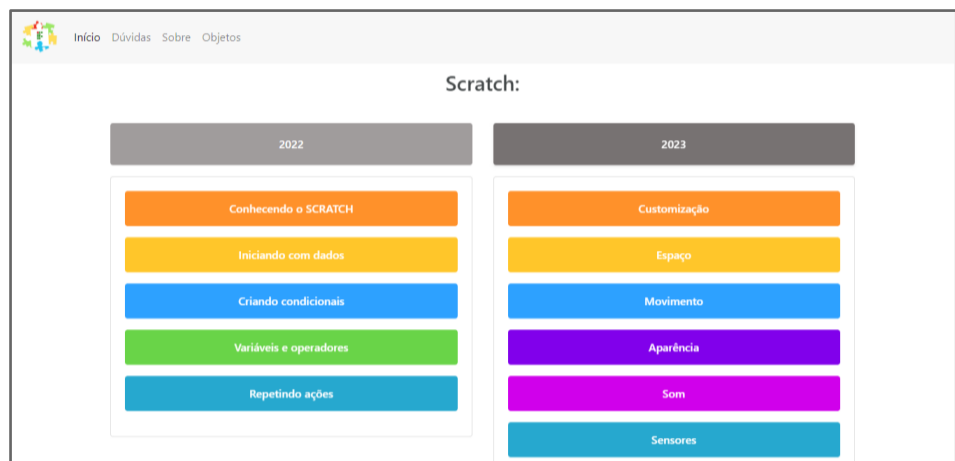 Início Dúvidas Sobre Objetos
Scratch:
2022
Conhecendo o SCRATCH
Iniciando com dados
Criando condicionais
Variáveis e operadores
Repetindo ações
2023
Customização
Espaço
Movimento
Aparência
Som
Sensores